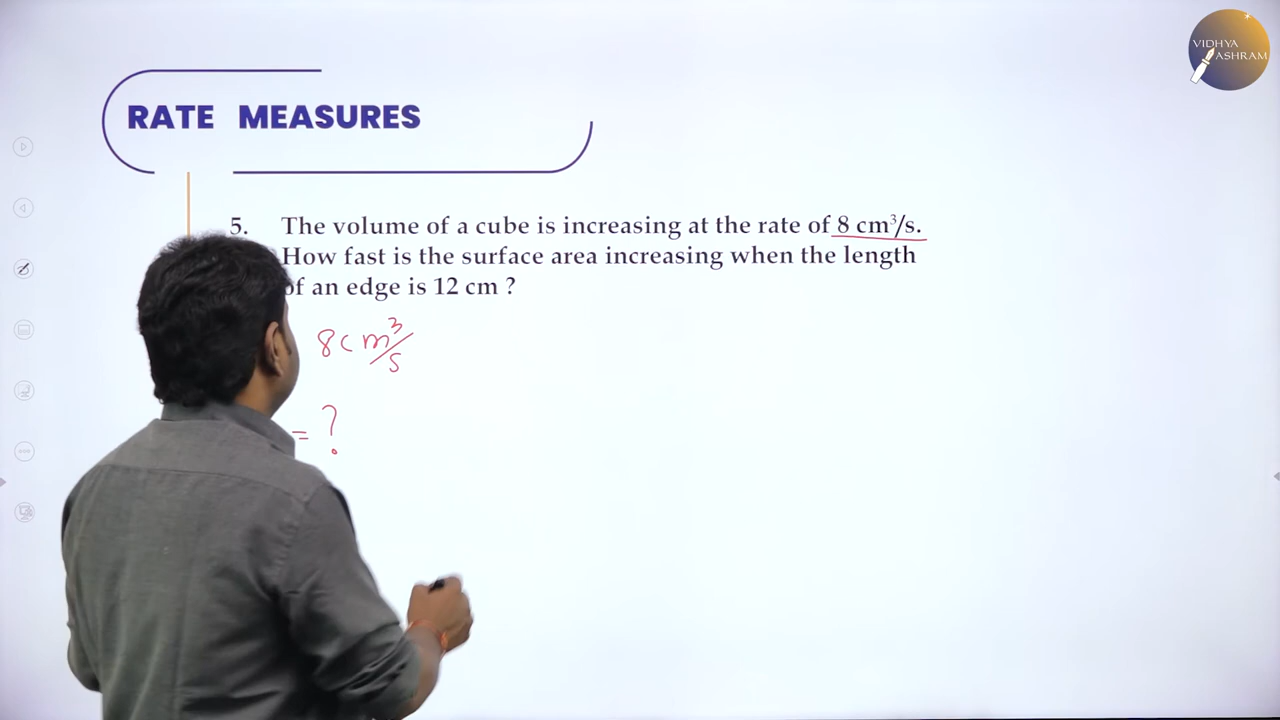 VIDHYA
ASHRAM
RATE MEASURES
5. The volume of a cube is increasing at the rate of 8 cm³/s.
How fast is the surface area increasing when the length
of an edge is 12 cm ?
8 cm³/s
= ?